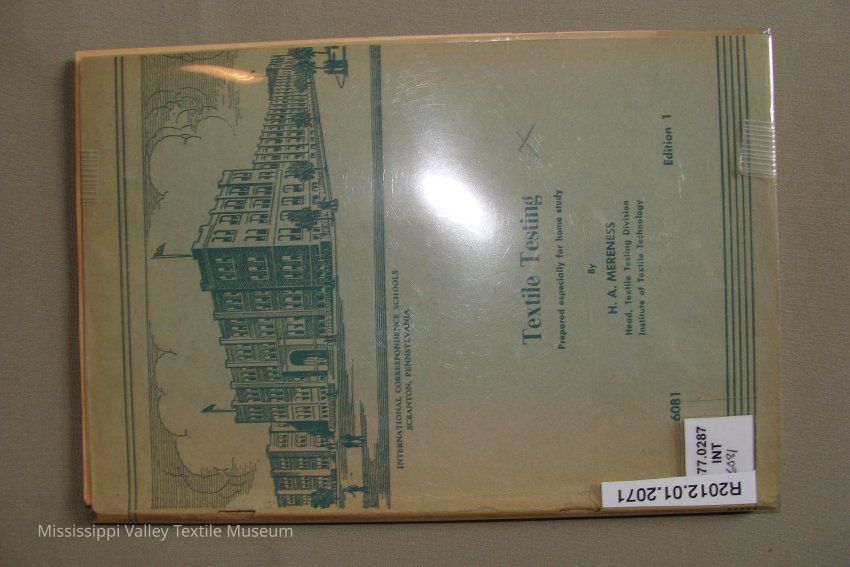 INTERNATIONAL CORRESPONDENCE SCHOOLS
SCRANTON, PENNSYLVANIA
Textile Testing
Prepared especially for home study
By
H. A. MERENESS
Head, Textile Testing Division
Institute of Textile Technology
6081
Edition 1
77.0287
INT
6081
R2012.01.2071
Mississippi Valley Textile Museum